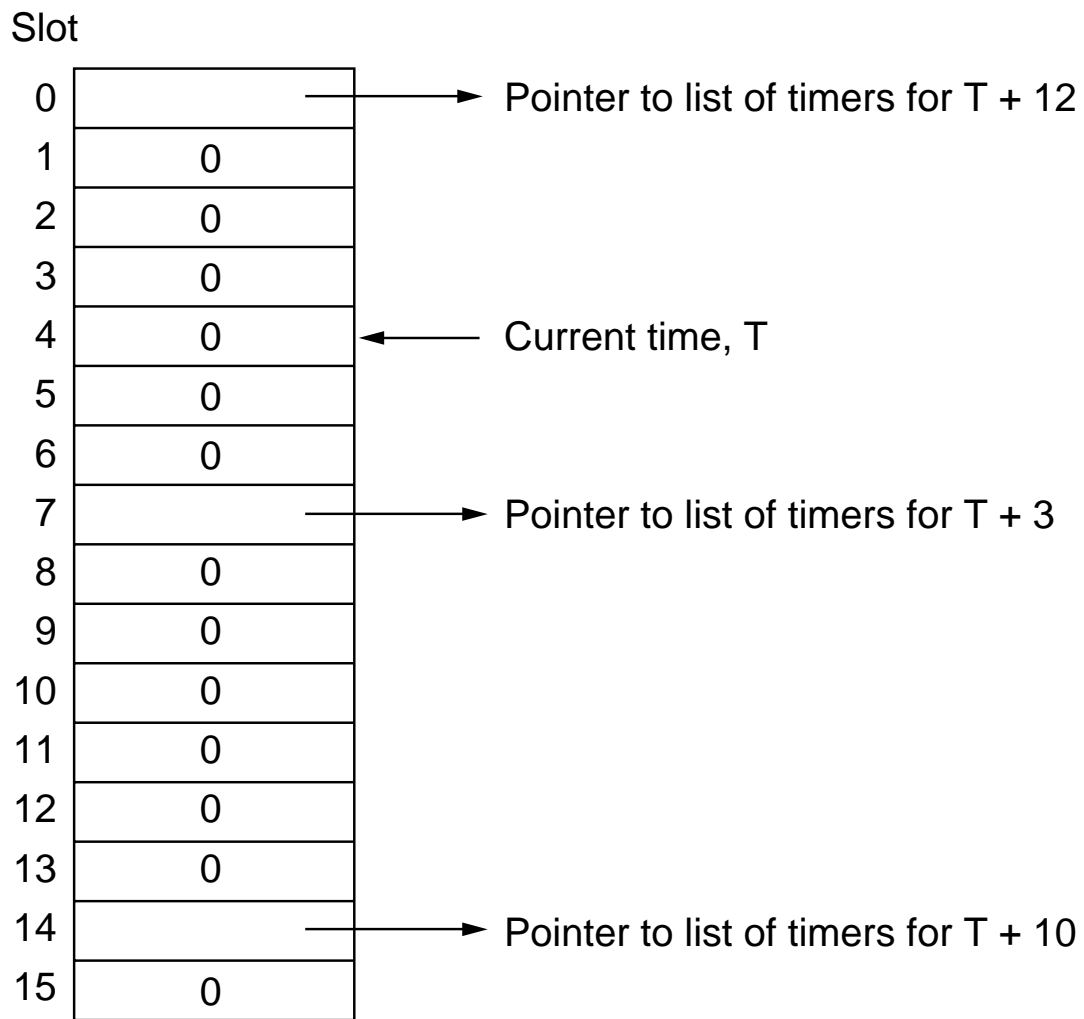 Slot
0 Pointer to list of timers for T + 12
1 0
2 0
3 0
4 0 Current time, T
5 0
6 0
7 Pointer to list of timers for T + 3
8 0
9 0
10 0
11 0
12 0
13 0
14 Pointer to list of timers for T + 10
15 0